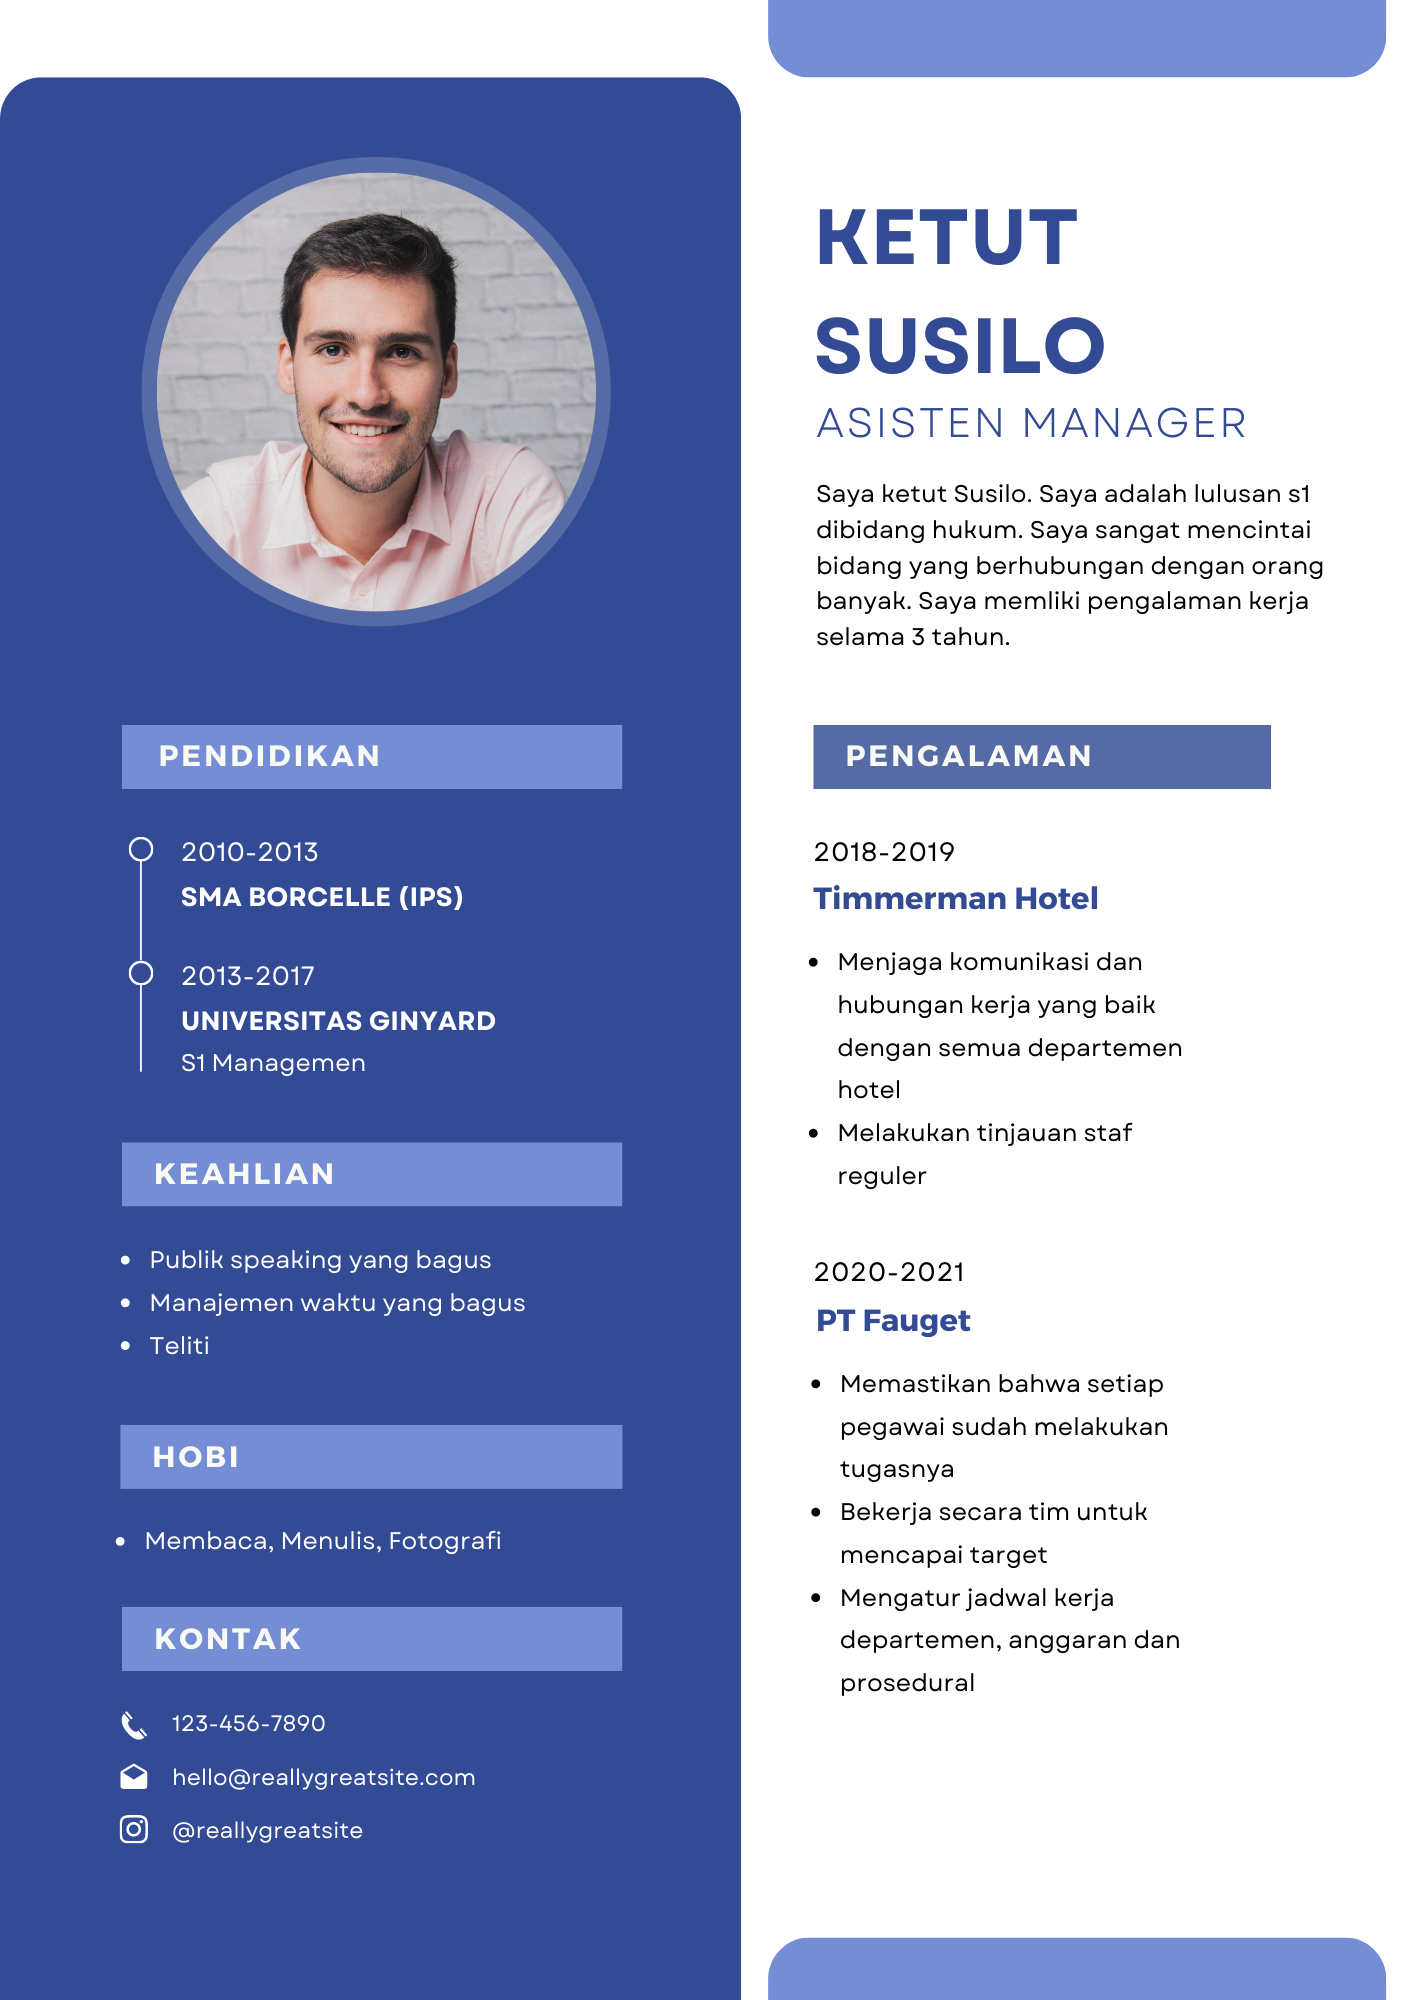 KETUT
SUSILO
ASISTEN MANAGER
Saya ketut Susilo. Saya adalah lulusan s1
dibidang hukum. Saya sangat mencintai
bidang yang berhubungan dengan orang
banyak. Saya memliki pengalaman kerja
selama 3 tahun.
PENDIDIKAN
2010-2013
SMA BORCELLE (IPS)
2013-2017
UNIVERSITAS GINYARD
S1 Managemen
KEAHLIAN
Publik speaking yang bagus
Manajemen waktu yang bagus
Teliti
HOBI
Membaca, Menulis, Fotografi
KONTAK
123-456-7890
hello@reallygreatsite.com
@reallygreatsite
PENGALAMAN
2018-2019
Timmerman Hotel
Menjaga komunikasi dan
hubungan kerja yang baik
dengan semua departemen
hotel
Melakukan tinjauan staf
reguler
2020-2021
PT Fauget
Memastikan bahwa setiap
pegawai sudah melakukan
tugasnya
Bekerja secara tim untuk
mencapai target
Mengatur jadwal kerja
departemen, anggaran dan
prosedural